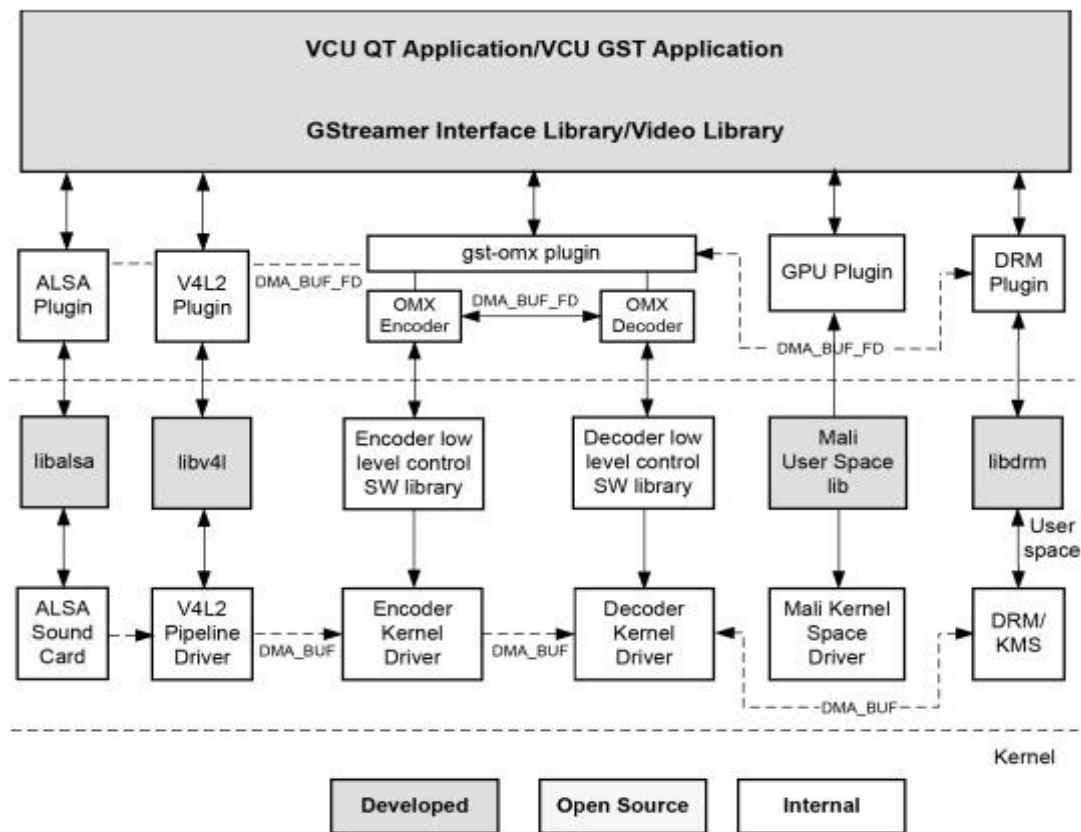 VCU QT Application/VCU GST Application
GStreamer Interface Library/Video Library
ALSA
Plugin
V4L2
Plugin
DMA_BUF_FD
gst-omx plugin
OMX
Encoder
DMA_BUF_FD
OMX
Decoder
GPU Plugin
DMA_BUF_FD
DRM
Plugin
libalsa
libv4l
Encoder low
level control
SW library
Decoder low
level control
SW library
Mali
User Space
lib
libdrm
User
space
ALSA
Sound
Card
V4L2
Pipeline
Driver
DMA_BUF
Encoder
Kernel
Driver
DMA_BUF
Decoder
Kernel
Driver
Mali Kernel
Space
Driver
DMA_BUF
DRM/
KMS
Kernel
Developed
Open Source
Internal